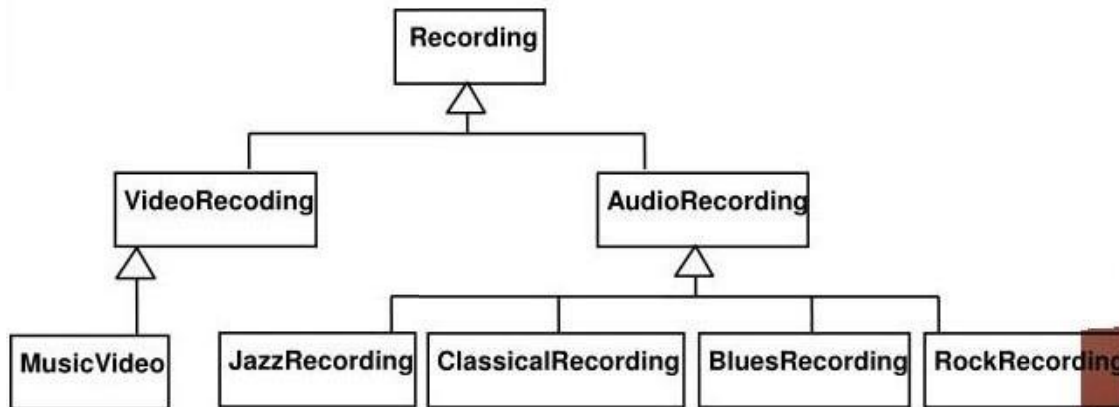 Recording
VideoRecoding
AudioRecording
MusicVideo
JazzRecording
ClassicalRecording
BluesRecording
RockRecording